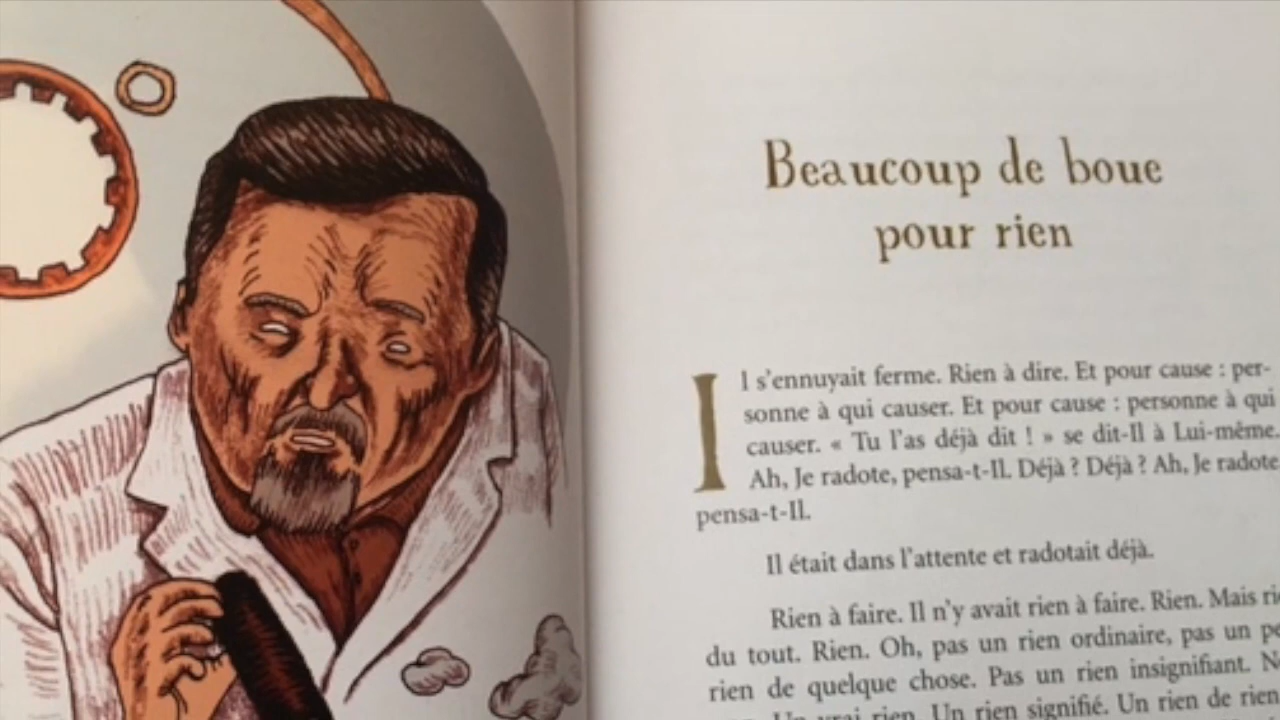 Beaucoup de boue
pour rien
Il s'ennuyait ferme. Rien à dire. Et pour cause : per-
sonne à qui causer. Et pour cause : personne à qui
causer. « Tu l'as déjà dit ! » se dit-Il à Lui-même.
Ah, Je radote, pensa-t-Il. Déjà ? Déjà ? Ah, Je radote
pensa-t-Il.
Il était dans l'attente et radotait déjà.
Rien à faire. Il n'y avait rien à faire. Rien. Mais
du tout. Rien. Oh, pas un rien ordinaire, pas un
rien de quelque chose. Pas un rien insignifiant.
Un vrai rien. Un rien signifié. Un rien de rien